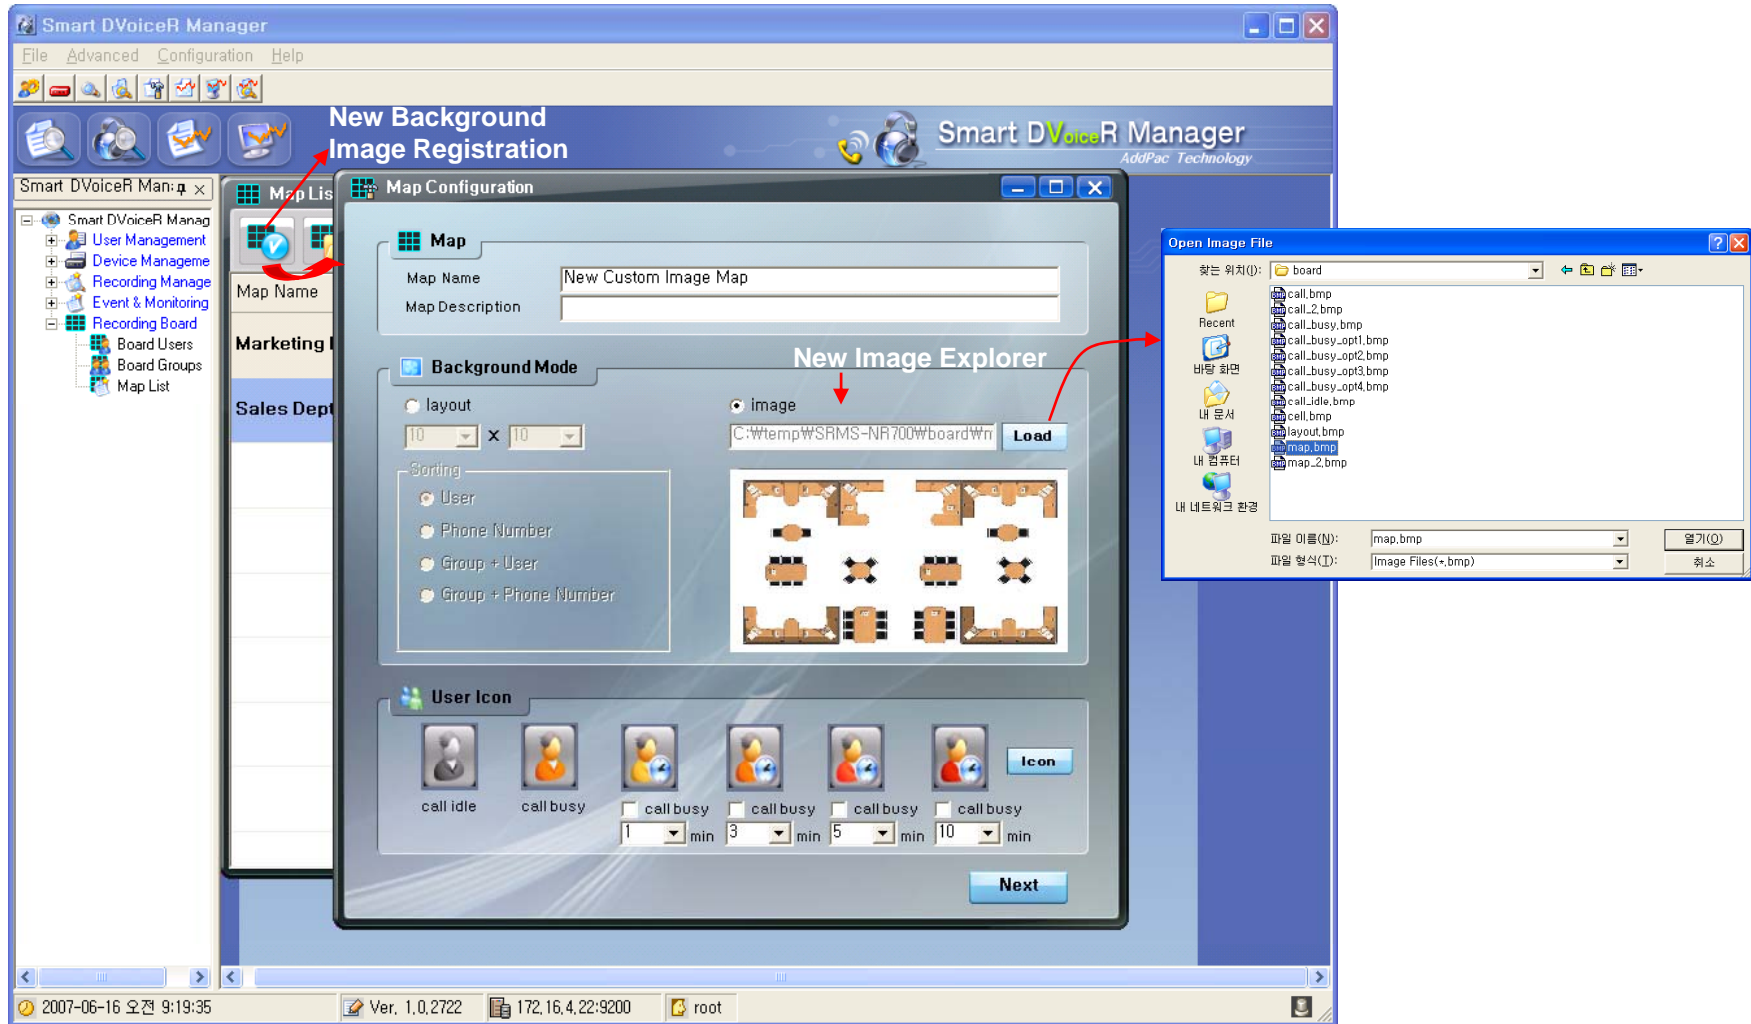 Smart DVoiceR Manager
File Advanced Configuration Help
New Background
Image Registration
Smart DVoiceR Manager
AddPac Technology
Smart DVoiceR Man
Smart DVoiceR Manag
User Management
Device Manageme
Recording Manage
Event & Monitoring
Recording Board
Board Users
Board Groups
Map List
Map Lis
Map Name
Marketing
Sales Dept
Map Configuration
Map
Map Name New Custom Image Map
Map Description
Background Mode
New Image Explorer
layout
10 x 10
Sorting
User
Phone Number
Group + User
Group + Phone Number
image
C:₩temp₩SRMS-NR700₩board₩m Load
User Icon
call idle
call busy
call busy
1 min
call busy
3 min
call busy
5 min
call busy
10 min
Icon
Next
Open Image File
찾는 위치(I): board
Recent
바탕 화면
내 문서
내 컴퓨터
내 네트워크 환경
call.bmp
call_2.bmp
call_busy.bmp
call_busy_opt1.bmp
call_busy_opt2.bmp
call_busy_opt3.bmp
call_busy_opt4.bmp
call_idle.bmp
cell.bmp
layout.bmp
map.bmp
map_2.bmp
파일 이름(N): map.bmp 열기(O)
파일 형식(T): Image Files(*.bmp) 취소
2007-06-16 오전 9:19:35 Ver. 1.0.2722 172.16.4.22:9200 root